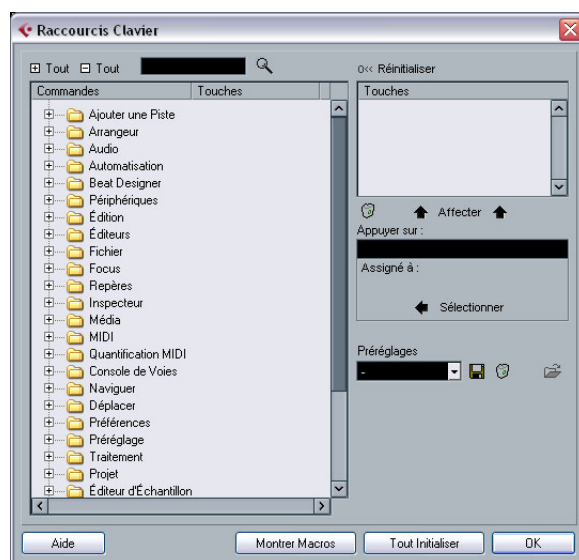 Raccourcis Clavier
Tout Tout
O<< Réinitialiser
Commandes Touches
Ajouter une Piste
Arrangeur
Audio
Automatisation
Beat Designer
Périphériques
Édition
Éditeurs
Fichier
Focus
Repères
Inspecteur
Média
MIDI
Quantification MIDI
Console de Voies
Naviguer
Déplacer
Préférences
Préréglage
Traitement
Projet
Éditeur d'Échantillon
Touches
Affecter
Appuyer sur :
Assigné à :
Sélectionner
Préréglages
-
Aide
Montrer Macros
Tout Initialiser
OK